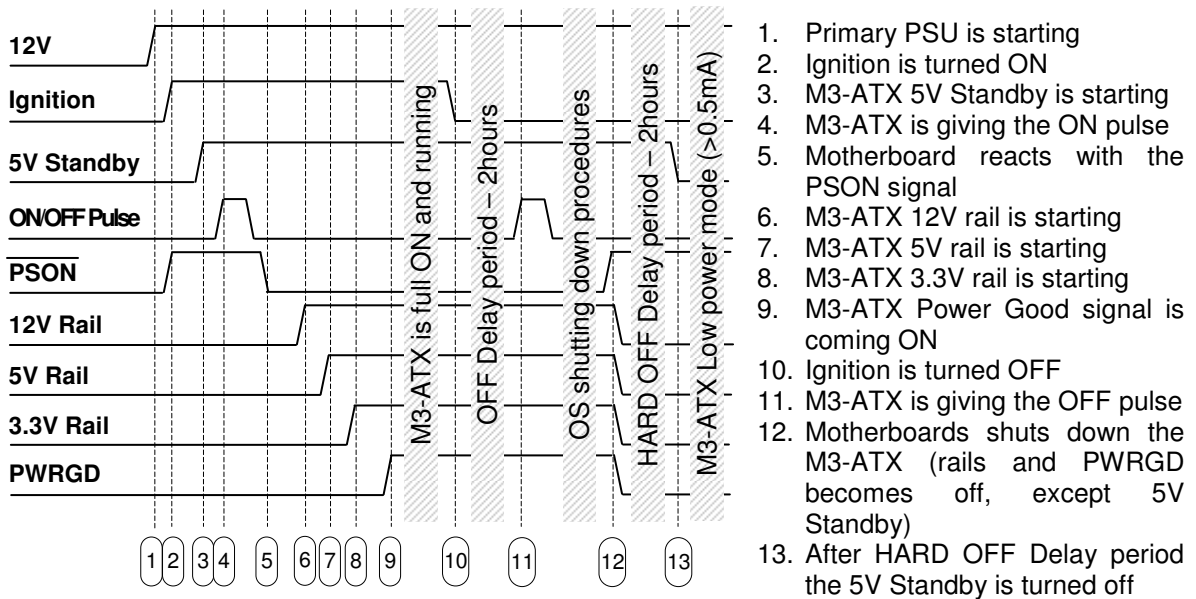 12V
Ignition
5V Standby
ON/OFF Pulse
PSON
12V Rail
5V Rail
3.3V Rail
PWRGD
M3-ATX is full ON and running
OFF Delay period – 2hours
OS shutting down procedures
HARD OFF Delay period – 2hours
M3-ATX Low power mode (>0.5mA)
1 2 3 4 5 6 7 8 9 10 11 12 13
1. Primary PSU is starting
2. Ignition is turned ON
3. M3-ATX 5V Standby is starting
4. M3-ATX is giving the ON pulse
5. Motherboard reacts with the
PSON signal
6. M3-ATX 12V rail is starting
7. M3-ATX 5V rail is starting
8. M3-ATX 3.3V rail is starting
9. M3-ATX Power Good signal is
coming ON
10. Ignition is turned OFF
11. M3-ATX is giving the OFF pulse
12. Motherboards shuts down the
M3-ATX (rails and PWRGD
becomes off, except 5V
Standby)
13. After HARD OFF Delay period
the 5V Standby is turned off